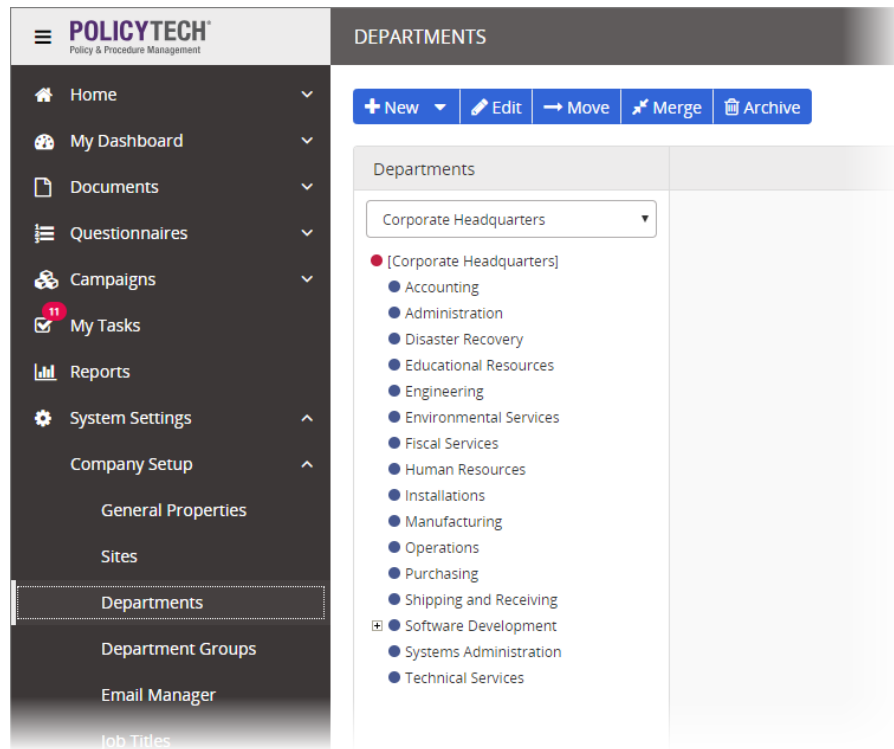 POLICYTECH®
Policy & Procedure Management
Home
My Dashboard
Documents
Questionnaires
Campaigns
11
My Tasks
Reports
System Settings
Company Setup
General Properties
Sites
Departments
Department Groups
Email Manager
Job Titles
DEPARTMENTS
New Edit Move Merge Archive
Departments
Corporate Headquarters
[Corporate Headquarters]
Accounting
Administration
Disaster Recovery
Educational Resources
Engineering
Environmental Services
Fiscal Services
Human Resources
Installations
Manufacturing
Operations
Purchasing
Shipping and Receiving
Software Development
Systems Administration
Technical Services